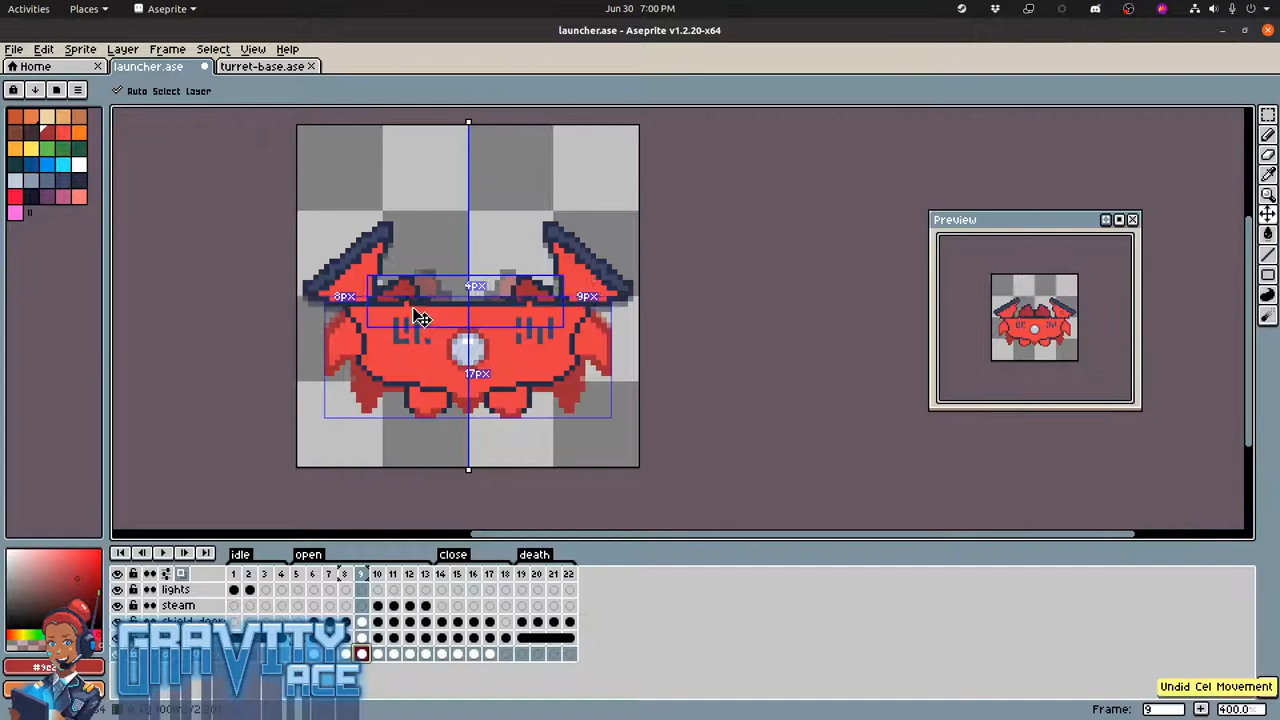 Activities Places Aseprite Jun 30 7:00 PM
launcher.ase - Aseprite v1.2.20-x64
File Edit Sprite Layer Frame Select View Help
Home launcher.ase turret-base.ase
Auto Select Layer
Preview
4px
3px 9px
17px
idle open close death
1 2 3 4 5 6 7 8 9 10 11 12 13 14 15 16 17 18 19 20 21 22
lights
steam
GRAVITY
ACE
Undid Cel Movement
Frame: 9 400.0%